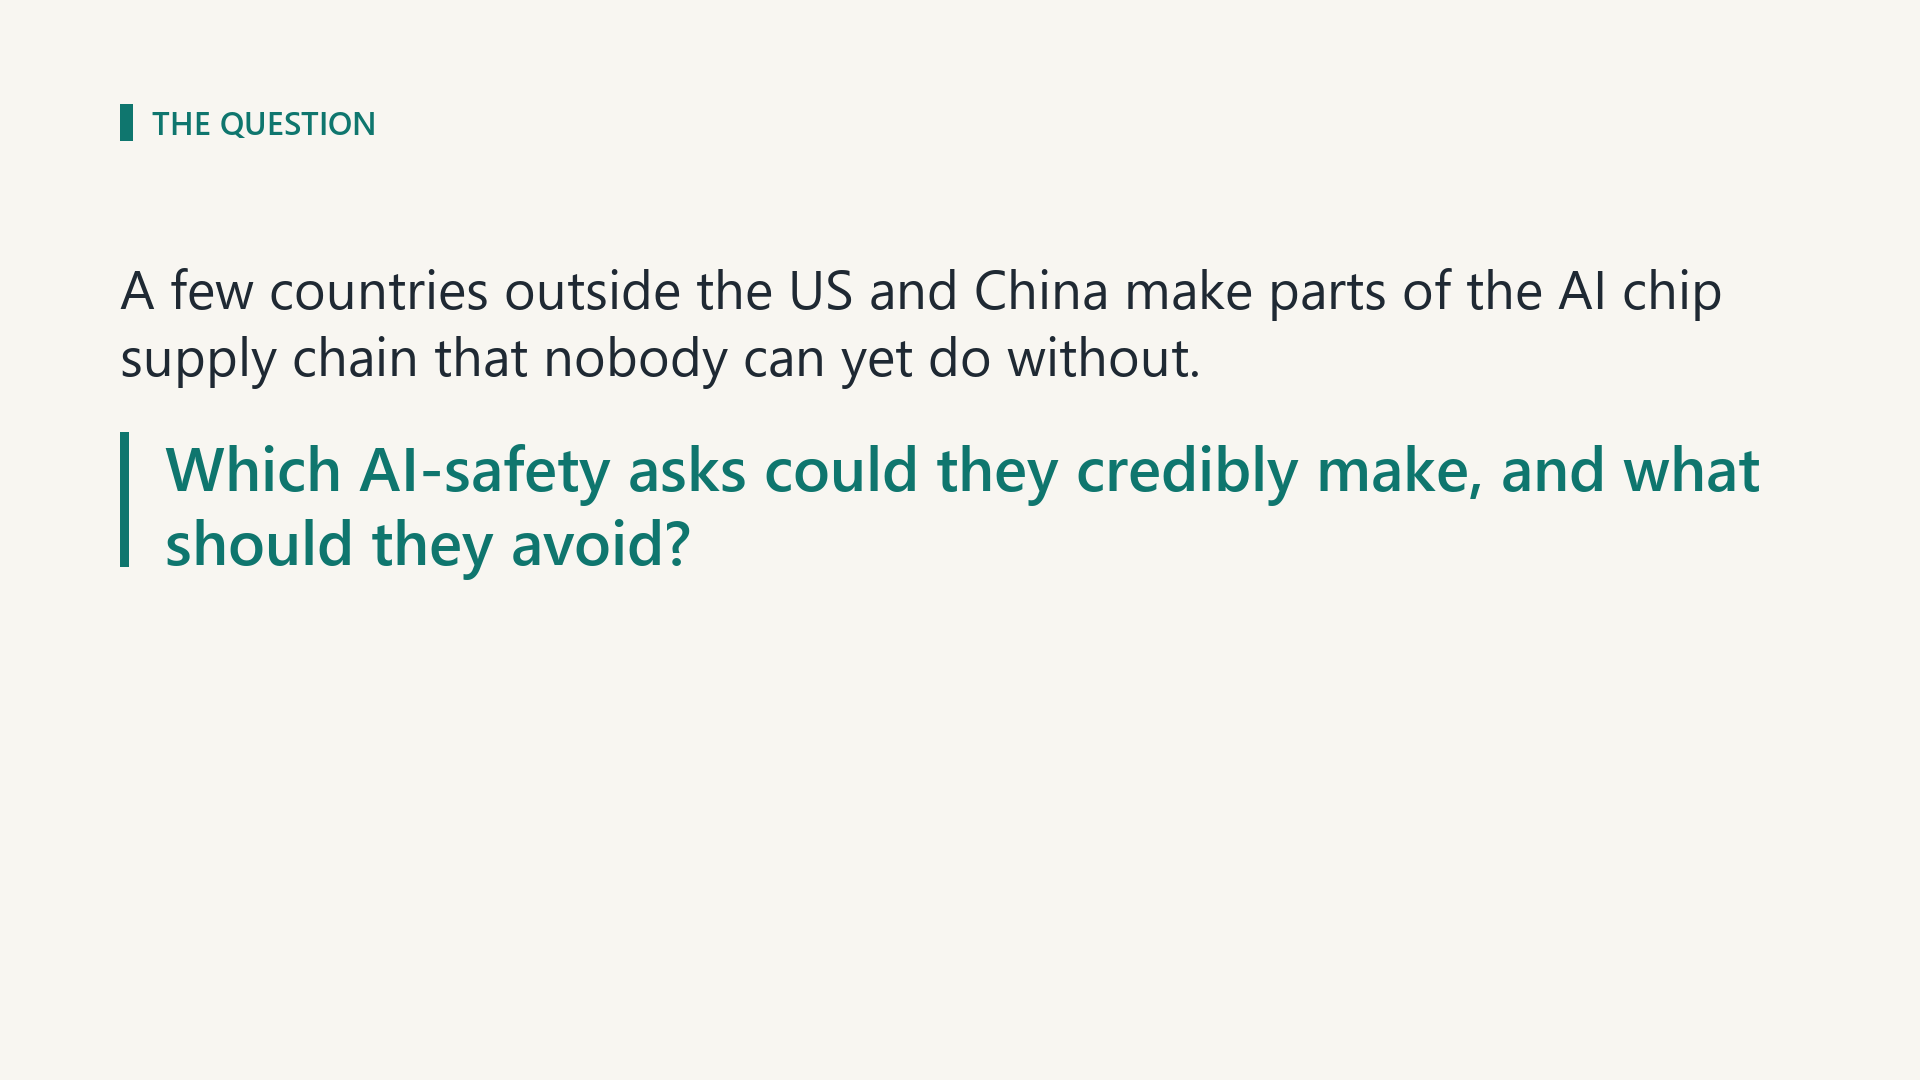 THE QUESTION
A few countries outside the US and China make parts of the AI chip
supply chain that nobody can yet do without.
Which AI-safety asks could they credibly make, and what
should they avoid?